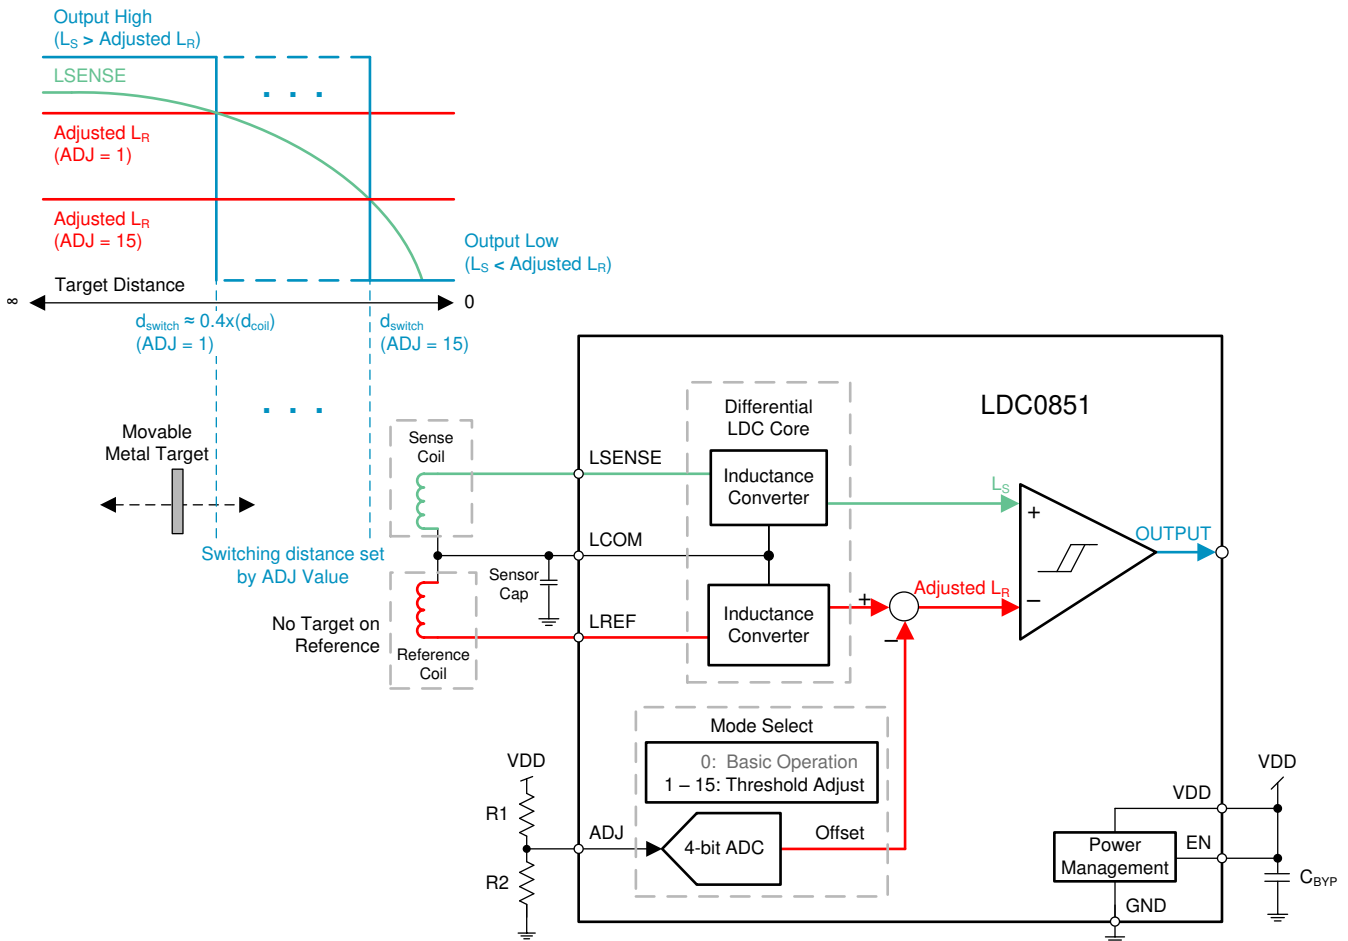 Output High
(LS > Adjusted LR)
LSENSE
Adjusted LR
(ADJ = 1)
Adjusted LR
(ADJ = 15)
Output Low
(LS < Adjusted LR)
Target Distance
∞
0
dswitch ≈ 0.4x(dcoil)
(ADJ = 1)
dswitch
(ADJ = 15)
Movable
Metal Target
Switching distance set
by ADJ Value
Sense
Coil
Sensor
Cap
No Target on
Reference
Reference
Coil
LSENSE
LCOM
LREF
Differential
LDC Core
Inductance
Converter
Inductance
Converter
LDC0851
LS
+
−
OUTPUT
Adjusted LR
+
−
Mode Select
0: Basic Operation
1 – 15: Threshold Adjust
4-bit ADC
Offset
VDD
R1
R2
ADJ
VDD
VDD
EN
Power
Management
GND
CBYP